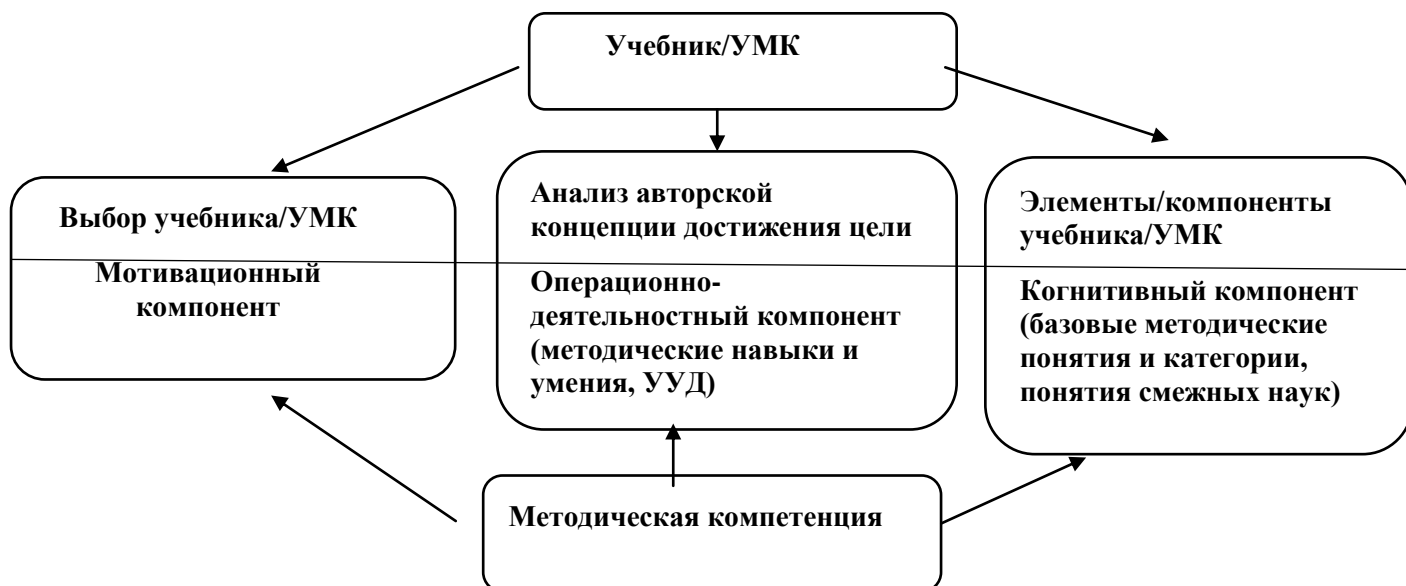 Учебник/УМК
Выбор учебника/УМК
Мотивационный
компонент
Анализ авторской
концепции достижения цели
Операционно-
деятельностный компонент
(методические навыки и
умения, УУД)
Элементы/компоненты
учебника/УМК
Когнитивный компонент
(базовые методические
понятия и категории,
понятия смежных наук)
Методическая компетенция